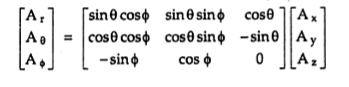 [A_r] = [sinθ cosϕ sinθ sinϕ cosθ] [A_x]
[A_θ] = [cosθ cosϕ cosθ sinϕ -sinθ] [A_y]
[A_ϕ] = [-sinϕ cos ϕ 0] [A_z]